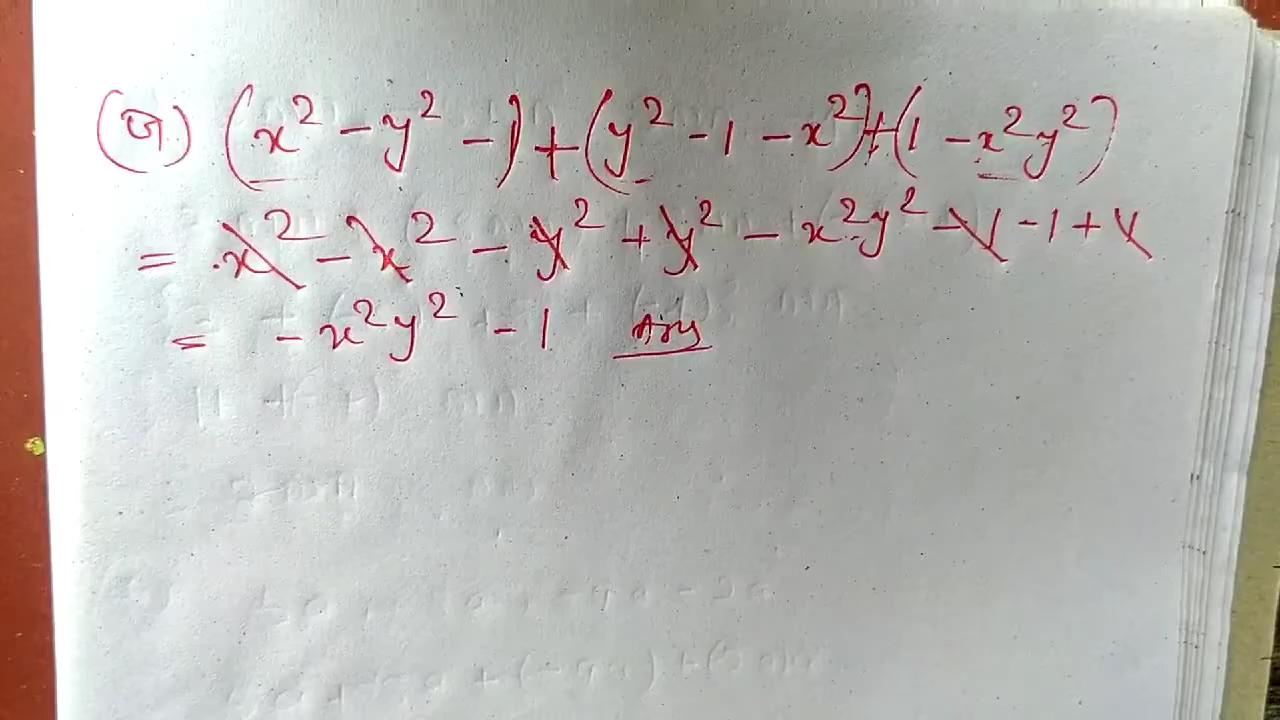 (ज) (x² - y² - 1) + (y² - 1 - x²) + (1 - x²y²)
= x² - x² - y² + y² - x²y² - 1 - 1 + 1
= - x²y² - 1 Ans